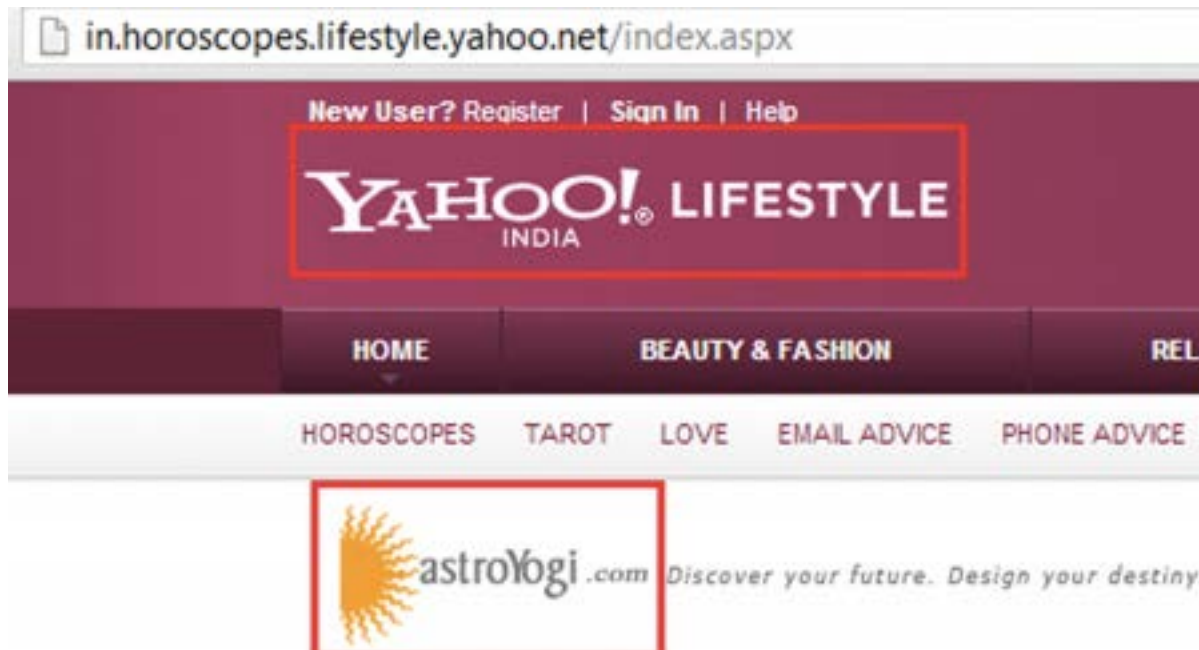 in.horoscopes.lifestyle.yahoo.net/index.aspx
New User? Register | Sign In | Help
YAHOO!® LIFESTYLE
INDIA
HOME BEAUTY & FASHION REL
HOROSCOPES TAROT LOVE EMAIL ADVICE PHONE ADVICE
astroYogi.com Discover your future. Design your destiny